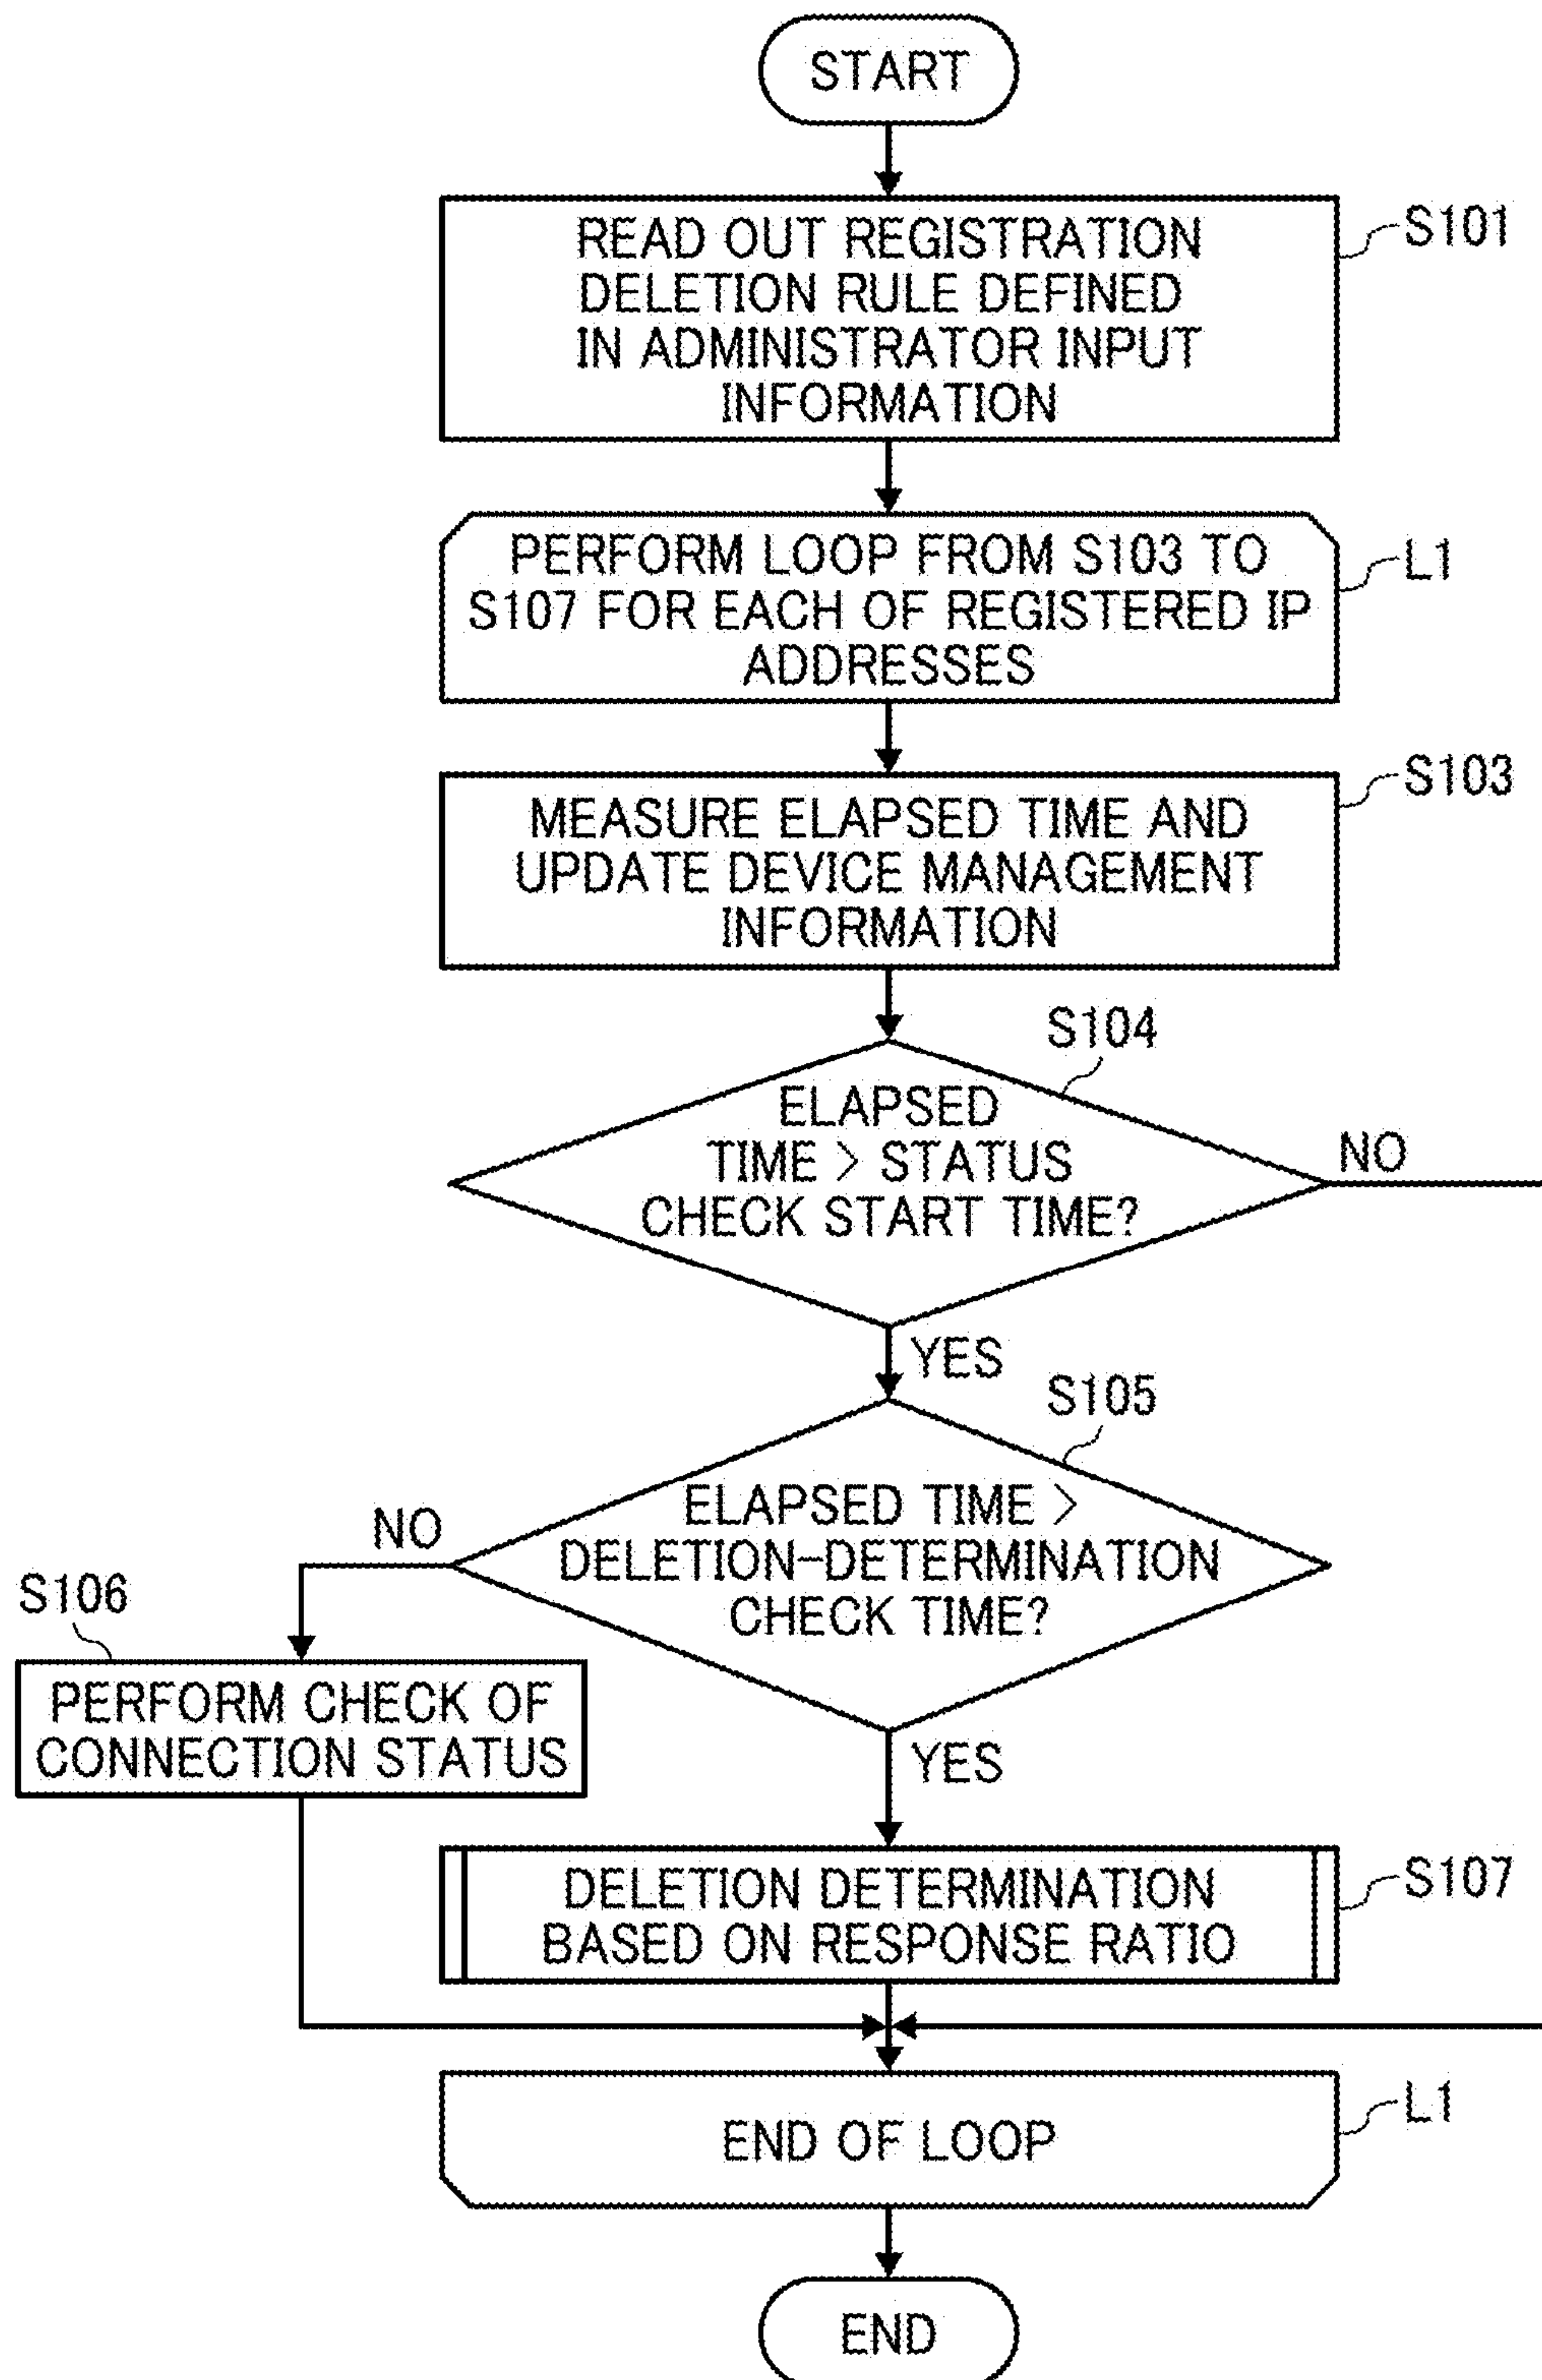 START
READ OUT REGISTRATION
DELETION RULE DEFINED
IN ADMINISTRATOR INPUT
INFORMATION
S101
PERFORM LOOP FROM S103 TO
S107 FOR EACH OF REGISTERED IP
ADDRESSES
L1
MEASURE ELAPSED TIME AND
UPDATE DEVICE MANAGEMENT
INFORMATION
S103
S104
ELAPSED
TIME > STATUS
CHECK START TIME?
NO
YES
S105
ELAPSED TIME >
DELETION-DETERMINATION
CHECK TIME?
NO
S106
PERFORM CHECK OF
CONNECTION STATUS
YES
DELETION DETERMINATION
BASED ON RESPONSE RATIO
S107
END OF LOOP
L1
END